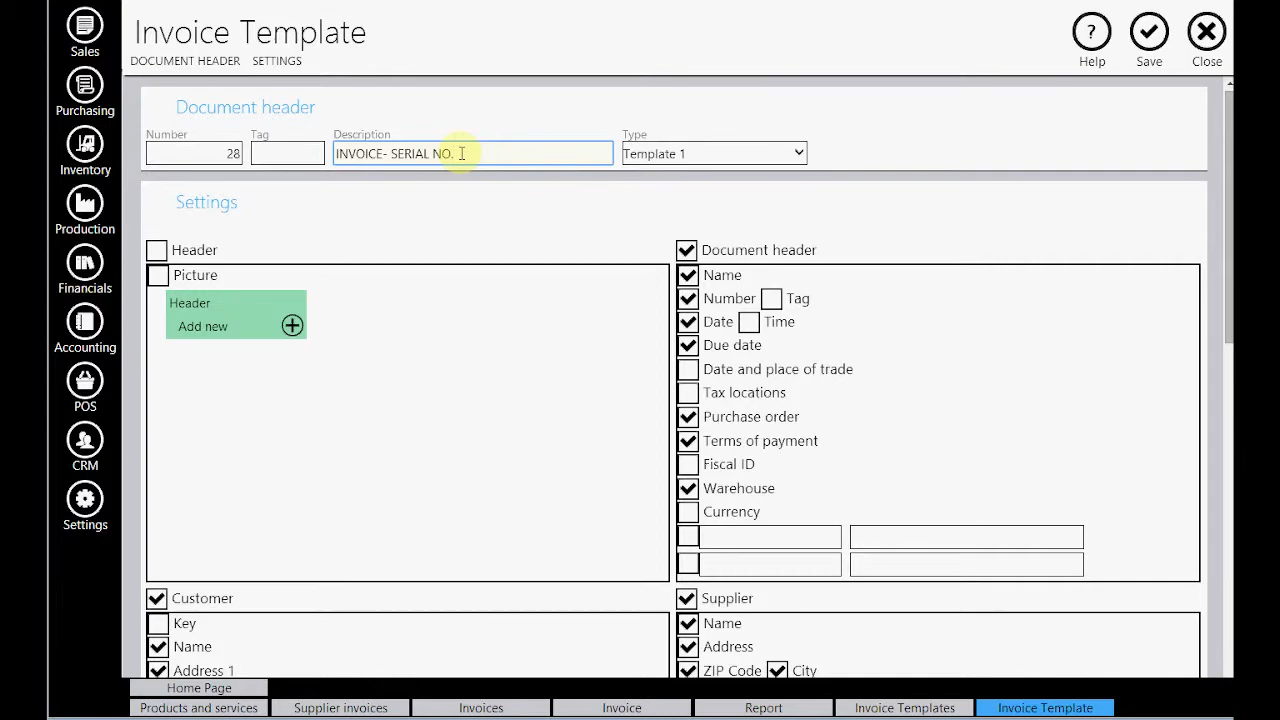 Sales
Purchasing
Inventory
Production
Financials
Accounting
POS
CRM
Settings
Invoice Template
DOCUMENT HEADER SETTINGS
? Help
Save
Close
Document header
Number Tag Description Type
28 INVOICE- SERIAL NO. Template 1
Settings
Header
Picture
Header
Add new
Document header
Name
Number Tag
Date Time
Due date
Date and place of trade
Tax locations
Purchase order
Terms of payment
Fiscal ID
Warehouse
Currency
Customer
Key
Name
Address 1
Supplier
Name
Address
ZIP Code City
Home Page
Products and services Supplier invoices Invoices Invoice Report Invoice Templates Invoice Template